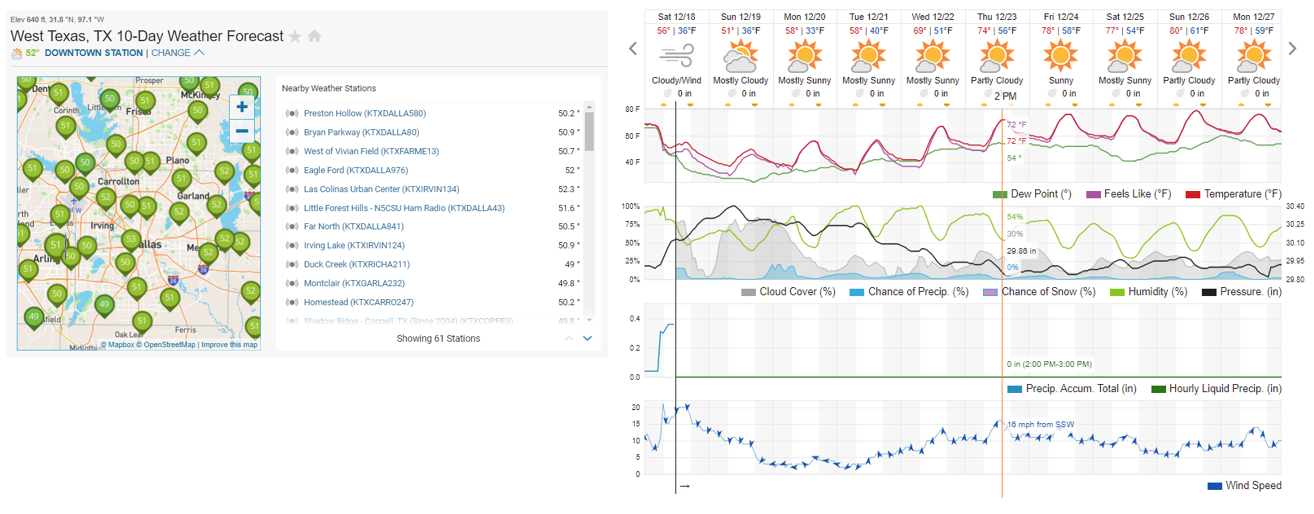 Elev 640 ft, 31.8 °N, 97.1 °W
West Texas, TX 10-Day Weather Forecast
52° DOWNTOWN STATION | CHANGE
Prosper
Corinth
Frisco
McKinney
Plano
Carrollton
Garland
Irving
Oak Leaf
Ferris
+
−
© Mapbox © OpenStreetMap | Improve this map
Nearby Weather Stations
Preston Hollow (KTXDALLA580) 50.2 °
Bryan Parkway (KTXDALLA80) 50.9 °
West of Vivian Field (KTXFARME13) 50.7 °
Eagle Ford (KTXDALLA976) 52 °
Las Colinas Urban Center (KTXIRVIN134) 52.3 °
Little Forest Hills - N5CSU Ham Radio (KTXDALLA43) 51.6 °
Far North (KTXDALLA841) 50.5 °
Irving Lake (KTXIRVIN124) 50.9 °
Duck Creek (KTXRICHA211) 49 °
Montclair (KTXGARLA232) 49.8 °
Homestead (KTXCARRO247) 50.2 °
Shadow Ridge - Coppell, TX (Since 2004) (KTXCOPPE3) 49.8 °
Showing 61 Stations
Sat 12/18 Sun 12/19 Mon 12/20 Tue 12/21 Wed 12/22 Thu 12/23 Fri 12/24 Sat 12/25 Sun 12/26 Mon 12/27
56° | 36°F 51° | 36°F 58° | 33°F 58° | 40°F 69° | 51°F 74° | 56°F 78° | 58°F 77° | 54°F 80° | 61°F 78° | 59°F
Cloudy/Wind Mostly Cloudy Mostly Sunny Mostly Sunny Mostly Sunny Partly Cloudy Sunny Mostly Sunny Partly Cloudy Partly Cloudy
0 in 0 in 0 in 0 in 0 in 0 in 0 in 0 in 0 in 0 in
2 PM
80 F
60 F
40 F
72 °F
72 °F
54 °
Dew Point (°) Feels Like (°F) Temperature (°F)
100%
75%
50%
25%
0%
54%
30%
29.86 in
0%
30.40
30.25
30.10
29.95
29.80
Cloud Cover (%) Chance of Precip. (%) Chance of Snow (%) Humidity (%) Pressure. (in)
0.4
0.2
0.0
0 in (2:00 PM-3:00 PM)
Precip. Accum. Total (in) Hourly Liquid Precip. (in)
20
15
10
5
0
16 mph from SSW
Wind Speed